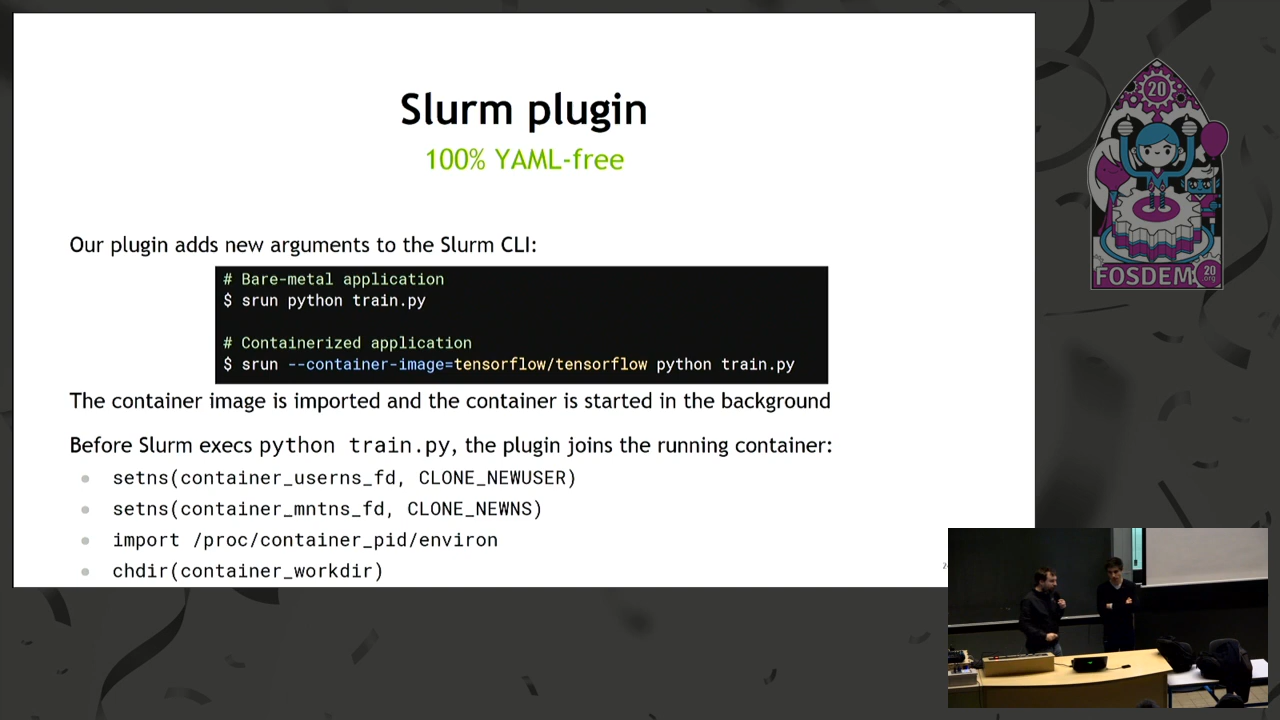 Slurm plugin
100% YAML-free
Our plugin adds new arguments to the Slurm CLI:
# Bare-metal application
$ srun python train.py
# Containerized application
$ srun --container-image=tensorflow/tensorflow python train.py
The container image is imported and the container is started in the background
Before Slurm execs python train.py, the plugin joins the running container:
setns(container_userns_fd, CLONE_NEWUSER)
setns(container_mntns_fd, CLONE_NEWNS)
import /proc/container_pid/environ
chdir(container_workdir)
20
FOSDEM
20
.org